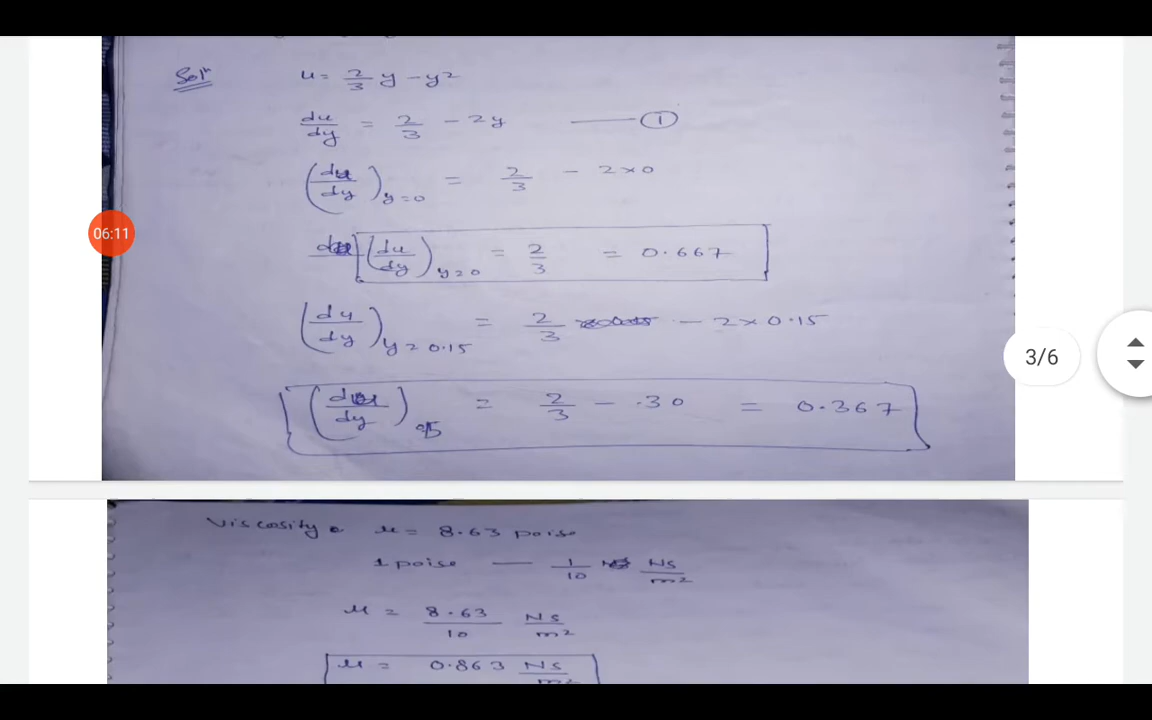 Solⁿ u = 2/3 y - y²
du/dy = 2/3 - 2y ——— ①
(du/dy)y=0 = 2/3 - 2×0
06:11
(du/dy)y=0 = 2/3 = 0.667
(du/dy)y=0.15 = 2/3 - 2×0.15
3/6
(du/dy) = 2/3 - .30 = 0.367
Viscosity μ = 8.63 poise
1 poise — 1/10 Ns/m²
μ = 8.63/10 Ns/m²
μ = 0.863 Ns/m²